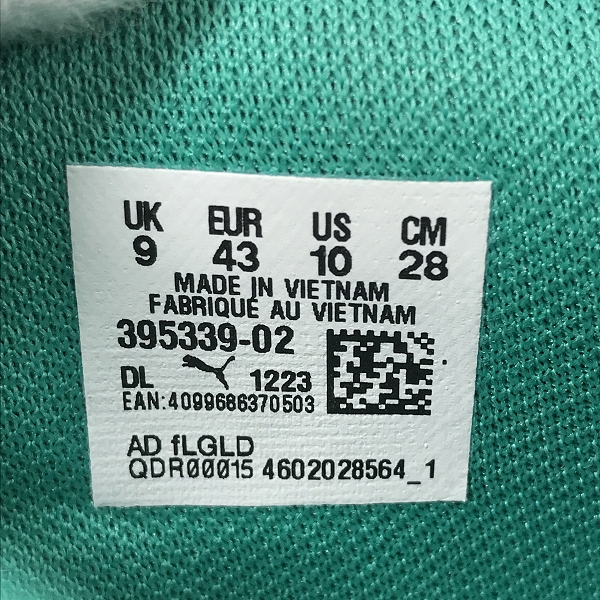 UK EUR US CM
9 43 10 28
MADE IN VIETNAM
FABRIQUÉ AU VIETNAM
395339-02
DL 1223
EAN:4099686370503
AD fLGLD
QDR00015 4602028564_1